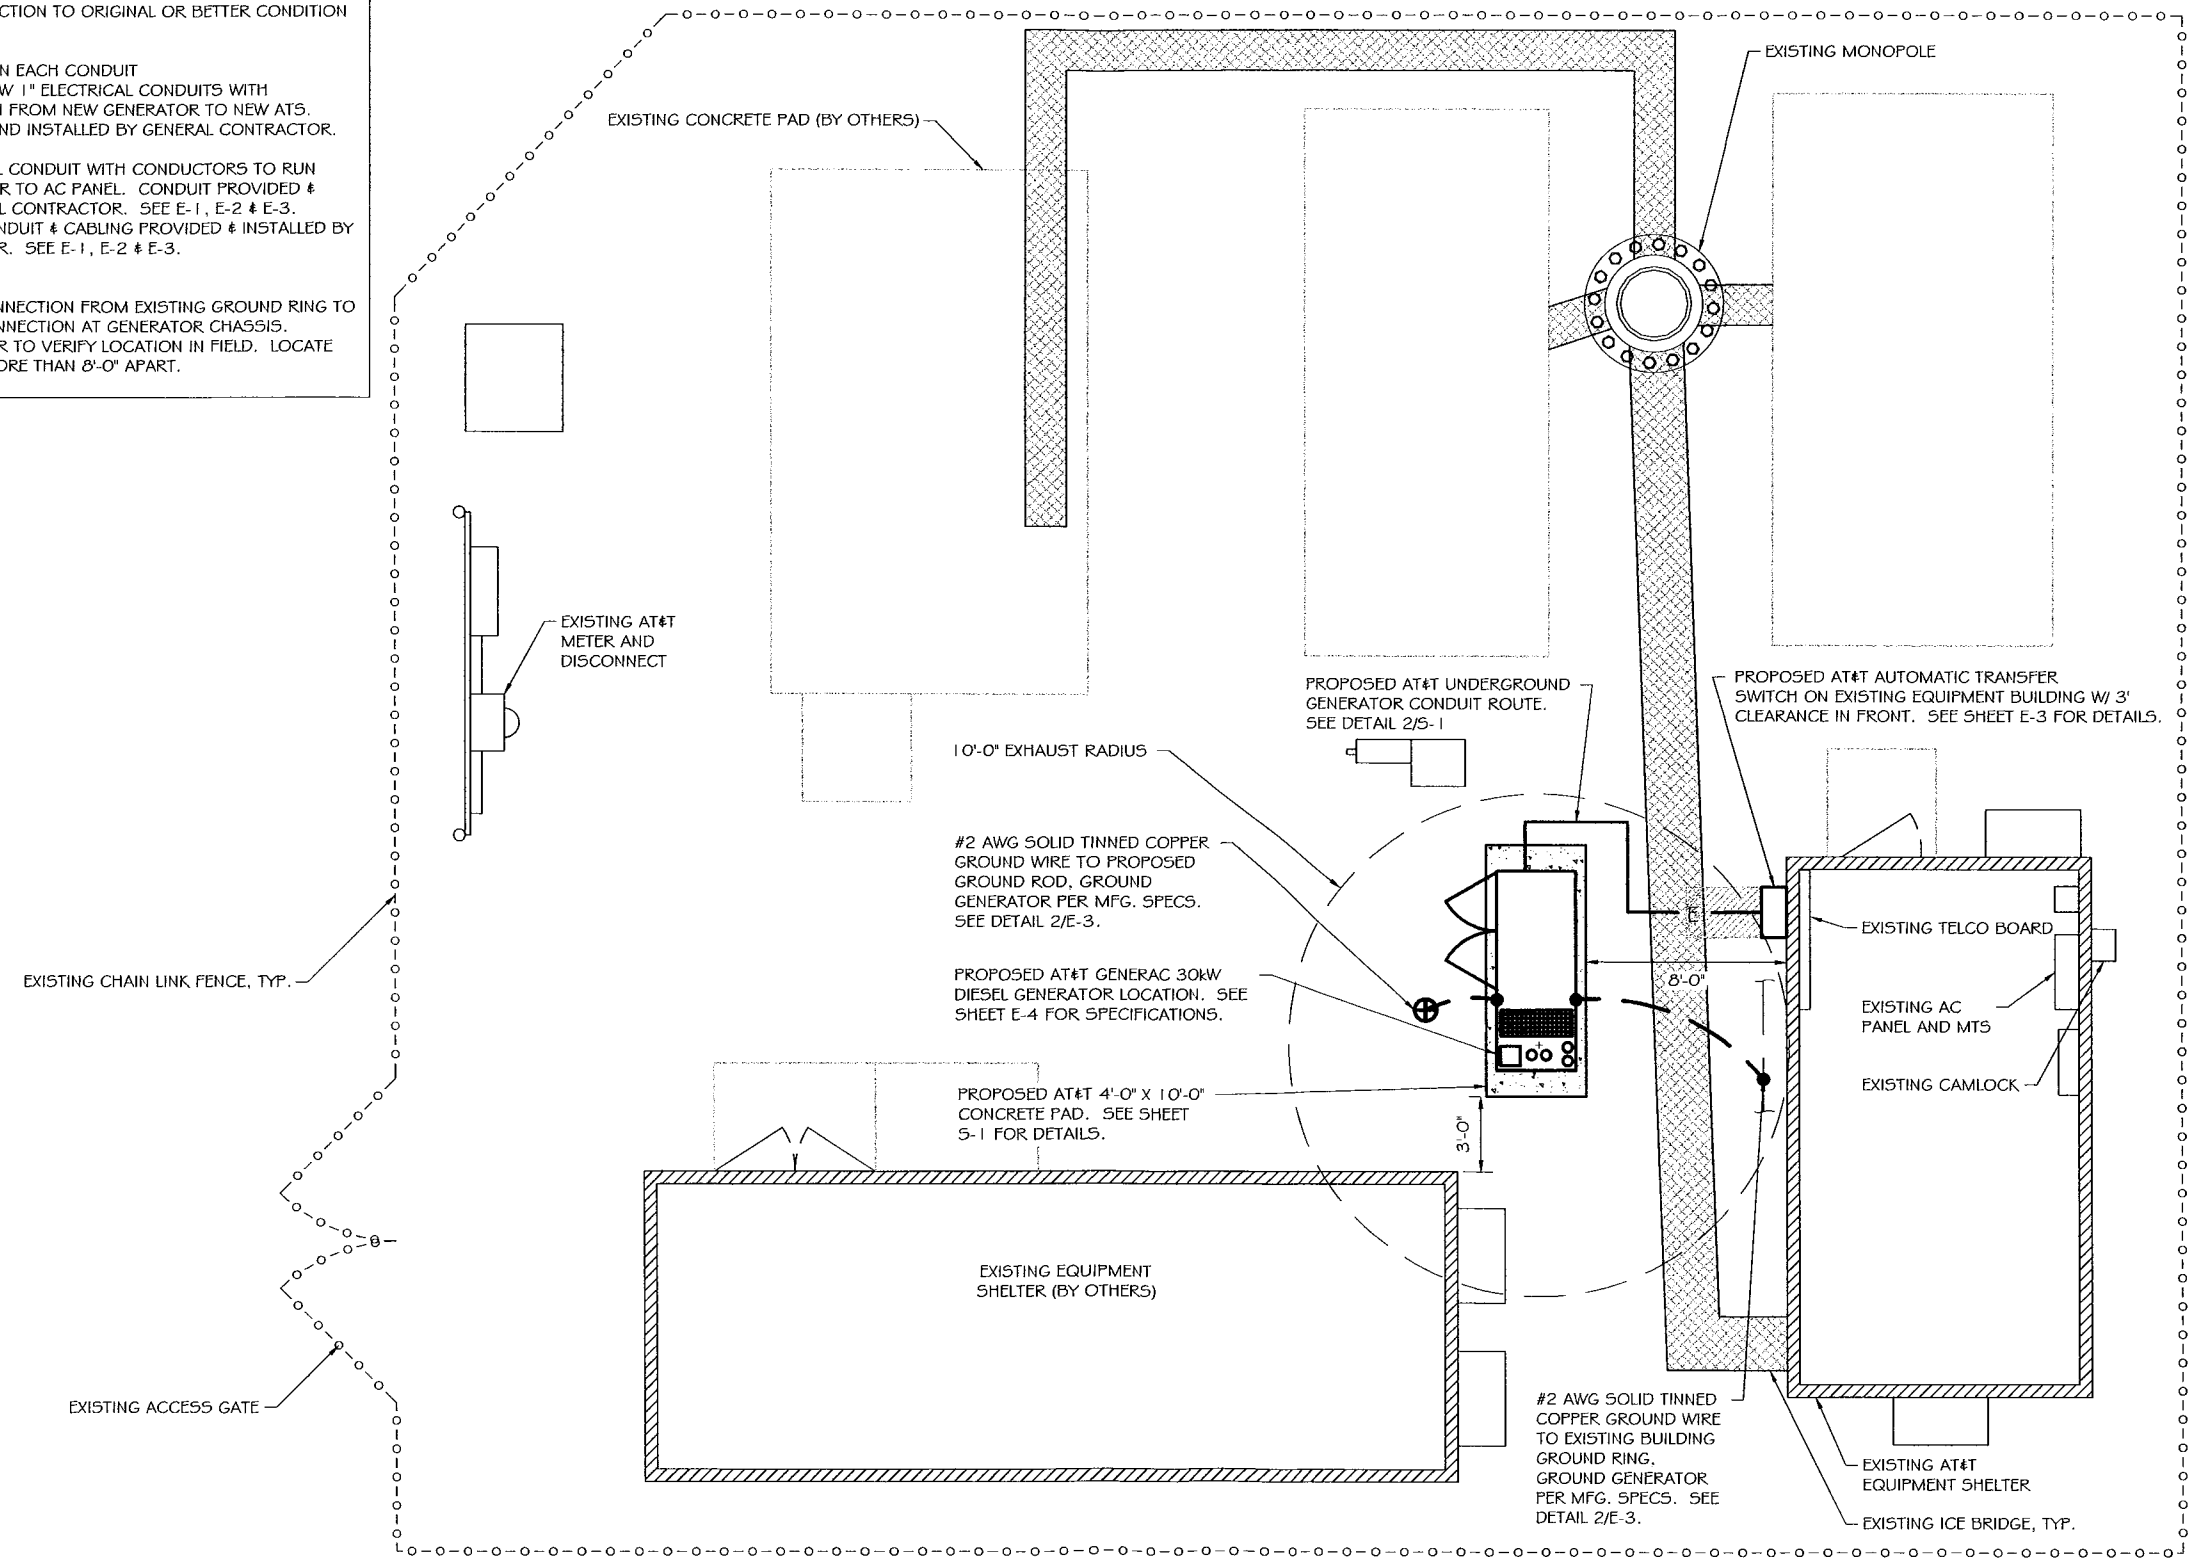 CTION TO ORIGINAL OR BETTER CONDITION
N EACH CONDUIT
W 1" ELECTRICAL CONDUITS WITH
FROM NEW GENERATOR TO NEW ATS.
ND INSTALLED BY GENERAL CONTRACTOR.
CONDUIT WITH CONDUCTORS TO RUN
R TO AC PANEL. CONDUIT PROVIDED &
L CONTRACTOR. SEE E-1, E-2 & E-3.
NDUIT & CABLING PROVIDED & INSTALLED BY
R. SEE E-1, E-2 & E-3.
NNECTION FROM EXISTING GROUND RING TO
NNECTION AT GENERATOR CHASSIS.
R TO VERIFY LOCATION IN FIELD. LOCATE
ORE THAN 8'-0" APART.
EXISTING MONOPOLE
EXISTING CONCRETE PAD (BY OTHERS)
EXISTING AT&T
METER AND
DISCONNECT
PROPOSED AT&T UNDERGROUND
GENERATOR CONDUIT ROUTE.
SEE DETAIL 2/S-1
PROPOSED AT&T AUTOMATIC TRANSFER
SWITCH ON EXISTING EQUIPMENT BUILDING W/ 3'
CLEARANCE IN FRONT. SEE SHEET E-3 FOR DETAILS.
10'-0" EXHAUST RADIUS
#2 AWG SOLID TINNED COPPER
GROUND WIRE TO PROPOSED
GROUND ROD, GROUND
GENERATOR PER MFG. SPECS.
SEE DETAIL 2/E-3.
E
EXISTING TELCO BOARD
PROPOSED AT&T GENERAC 30kW
DIESEL GENERATOR LOCATION. SEE
SHEET E-4 FOR SPECIFICATIONS.
8'-0"
EXISTING CHAIN LINK FENCE, TYP.
EXISTING AC
PANEL AND MTS
EXISTING CAMLOCK
PROPOSED AT&T 4'-0" X 10'-0"
CONCRETE PAD. SEE SHEET
S-1 FOR DETAILS.
3'-0"
EXISTING EQUIPMENT
SHELTER (BY OTHERS)
EXISTING ACCESS GATE
#2 AWG SOLID TINNED
COPPER GROUND WIRE
TO EXISTING BUILDING
GROUND RING.
GROUND GENERATOR
PER MFG. SPECS. SEE
DETAIL 2/E-3.
EXISTING AT&T
EQUIPMENT SHELTER
EXISTING ICE BRIDGE, TYP.